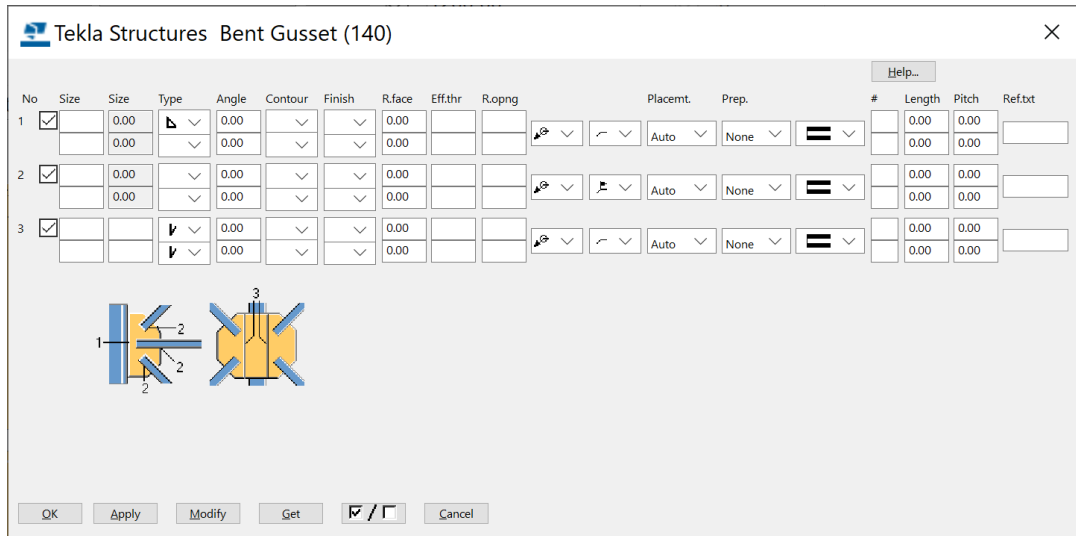 Tekla Structures Bent Gusset (140)
Help...
No Size Size Type Angle Contour Finish R.face Eff.thr R.opng Placemt. Prep. # Length Pitch Ref.txt
1 0.00 0.00 0.00 0.00 0.00
Auto None
0.00 0.00 0.00 0.00 0.00
2 0.00 0.00 0.00 0.00 0.00
Auto None
0.00 0.00 0.00 0.00 0.00
3 0.00 0.00 0.00 0.00
Auto None
0.00 0.00 0.00 0.00
3
2
1
2
2
OK Apply Modify Get / Cancel